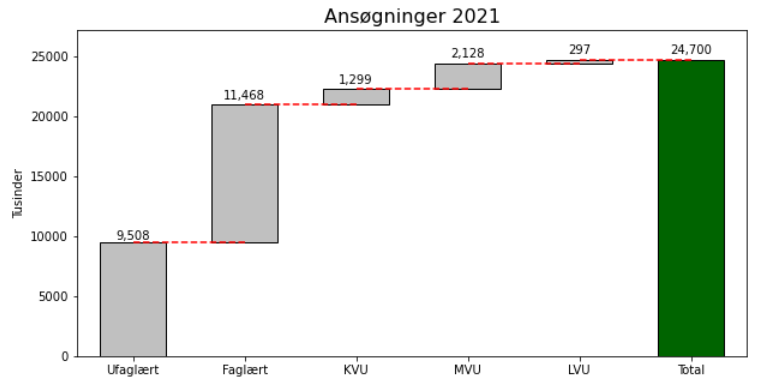 Ansøgninger 2021
Tusinder
25000
20000
15000
10000
5000
0
9,508
11,468
1,299
2,128
297
24,700
Ufaglært
Faglært
KVU
MVU
LVU
Total